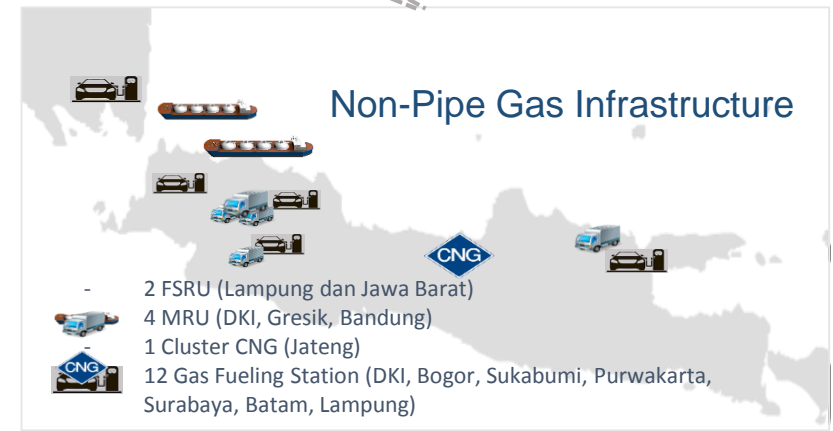 Non-Pipe Gas Infrastructure
CNG
- 2 FSRU (Lampung dan Jawa Barat)
4 MRU (DKI, Gresik, Bandung)
- 1 Cluster CNG (Jateng)
CNG
12 Gas Fueling Station (DKI, Bogor, Sukabumi, Purwakarta,
Surabaya, Batam, Lampung)